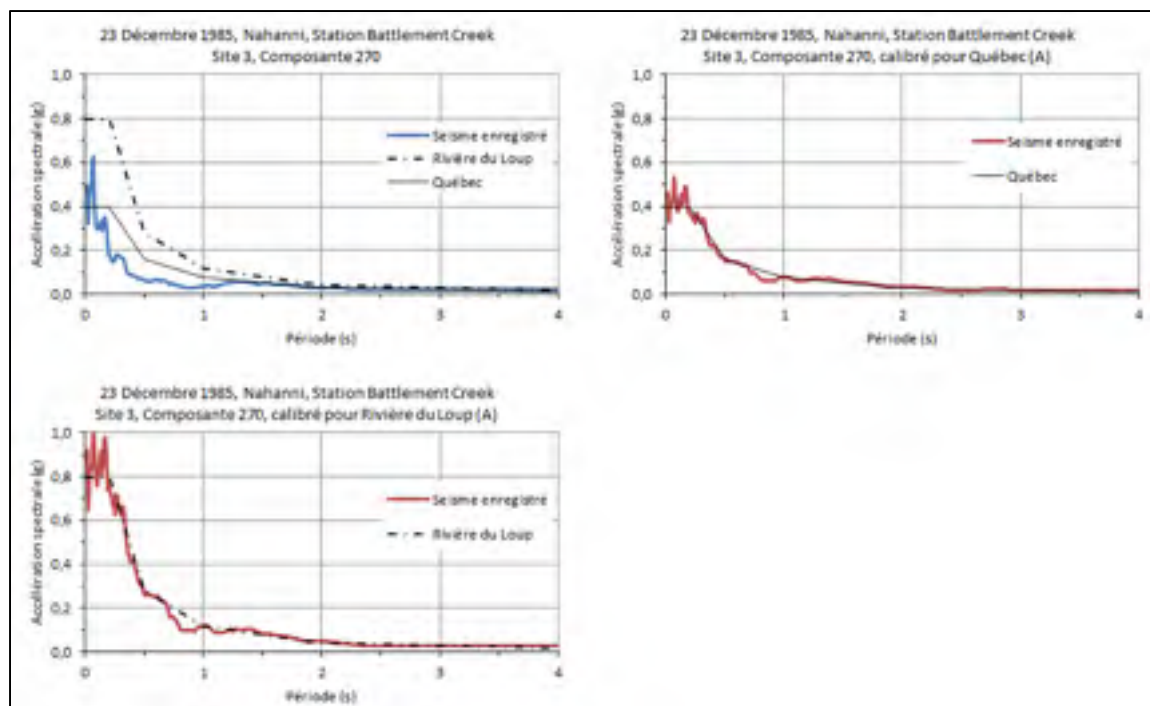 23 Décembre 1985, Nahanni, Station Battlement Creek
Site 3, Composante 270
Accélération spectrale (g)
1,0
0,8
0,6
0,4
0,2
0,0
Seisme enregistré
Rivière du Loup
Québec
0 1 2 3 4
Période (s)
23 Décembre 1985, Nahanni, Station Battlement Creek
Site 3, Composante 270, calibré pour Québec (A)
Accélération spectrale (g)
1,0
0,8
0,6
0,4
0,2
0,0
Seisme enregistré
Québec
0 1 2 3 4
Période (s)
23 Décembre 1985, Nahanni, Station Battlement Creek
Site 3, Composante 270, calibré pour Rivière du Loup (A)
Accélération spectrale (g)
1,0
0,8
0,6
0,4
0,2
0,0
Seisme enregistré
Rivière du Loup
0 1 2 3 4
Période (s)